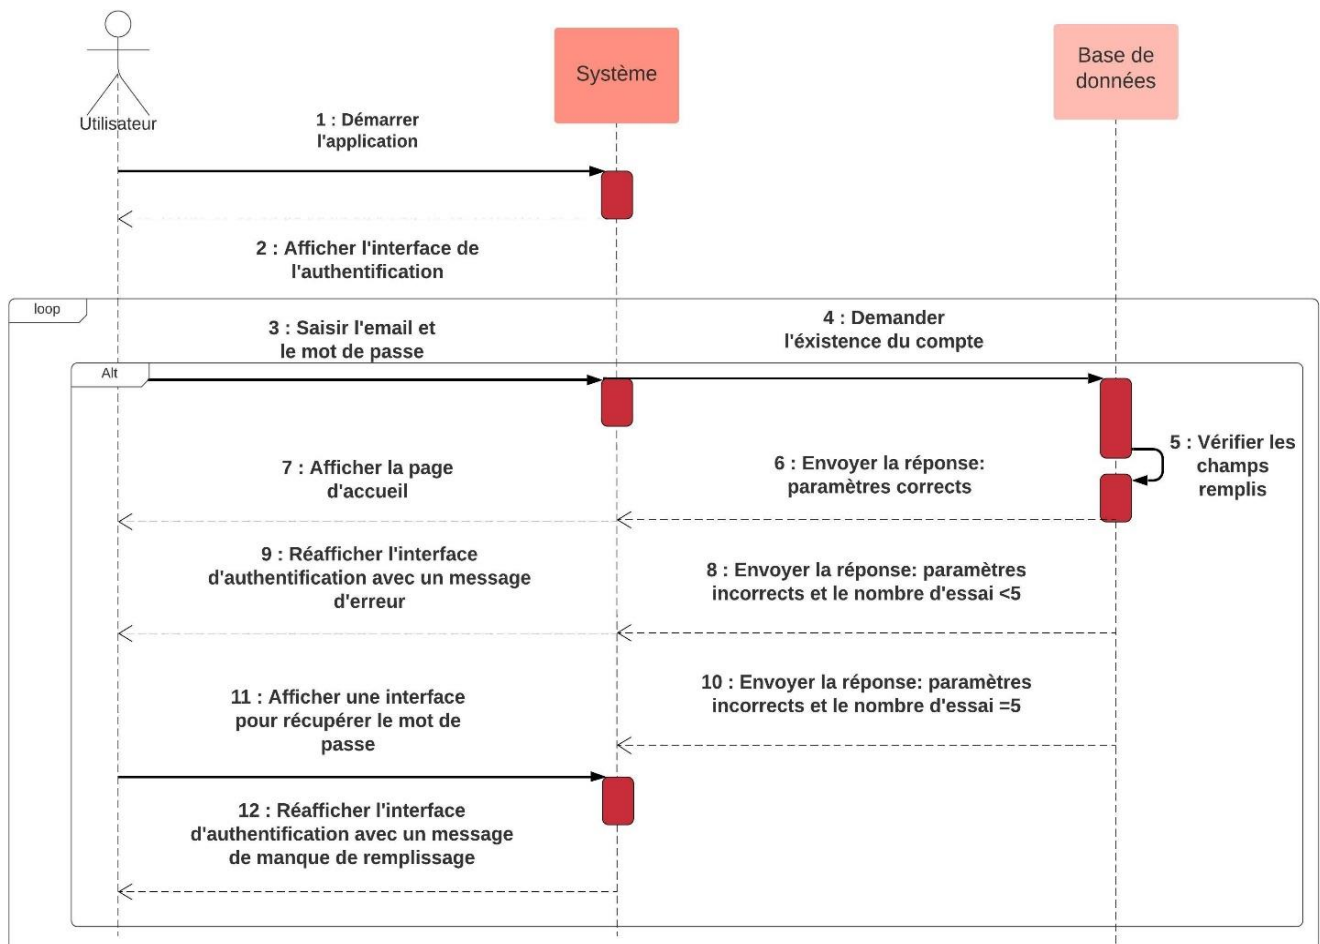 Système
Base de
données
Utilisateur
1 : Démarrer
l'application
2 : Afficher l'interface de
l'authentification
loop
3 : Saisir l'email et
le mot de passe
4 : Demander
l'éxistence du compte
Alt
5 : Vérifier les
champs
remplis
7 : Afficher la page
d'accueil
6 : Envoyer la réponse:
paramètres corrects
9 : Réafficher l'interface
d'authentification avec un message
d'erreur
8 : Envoyer la réponse: paramètres
incorrects et le nombre d'essai <5
11 : Afficher une interface
pour récupérer le mot de
passe
10 : Envoyer la réponse: paramètres
incorrects et le nombre d'essai =5
12 : Réafficher l'interface
d'authentification avec un message
de manque de remplissage